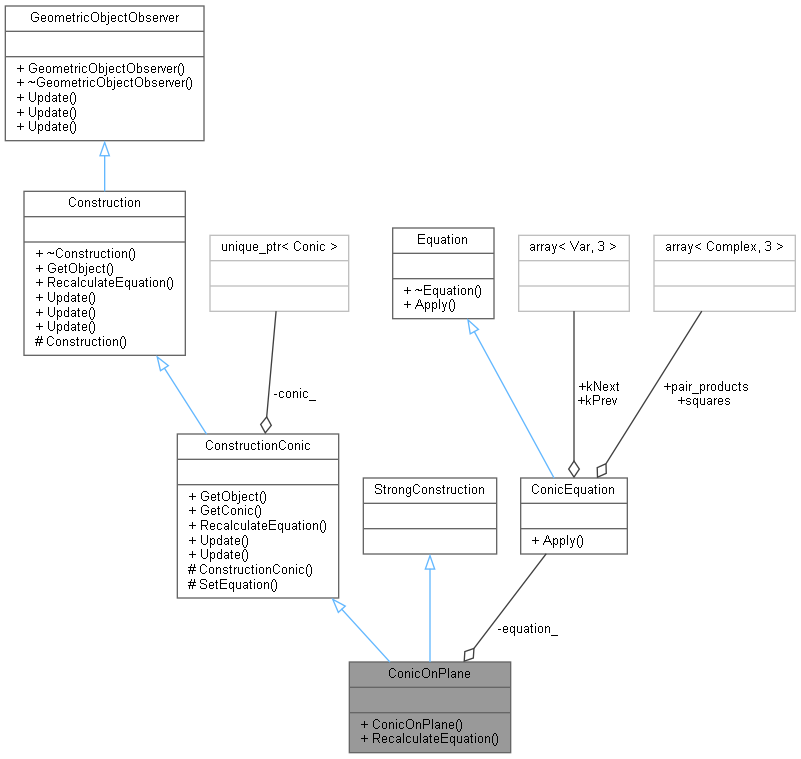 GeometricObjectObserver
+ GeometricObjectObserver()
+ ~GeometricObjectObserver()
+ Update()
+ Update()
+ Update()
Construction
+ ~Construction()
+ GetObject()
+ RecalculateEquation()
+ Update()
+ Update()
+ Update()
# Construction()
unique_ptr< Conic >
Equation
+ ~Equation()
+ Apply()
array< Var, 3 >
array< Complex, 3 >
-conic_
+kNext
+kPrev
+pair_products
+squares
ConstructionConic
+ GetObject()
+ GetConic()
+ RecalculateEquation()
+ Update()
+ Update()
# ConstructionConic()
# SetEquation()
StrongConstruction
ConicEquation
+ Apply()
-equation_
ConicOnPlane
+ ConicOnPlane()
+ RecalculateEquation()